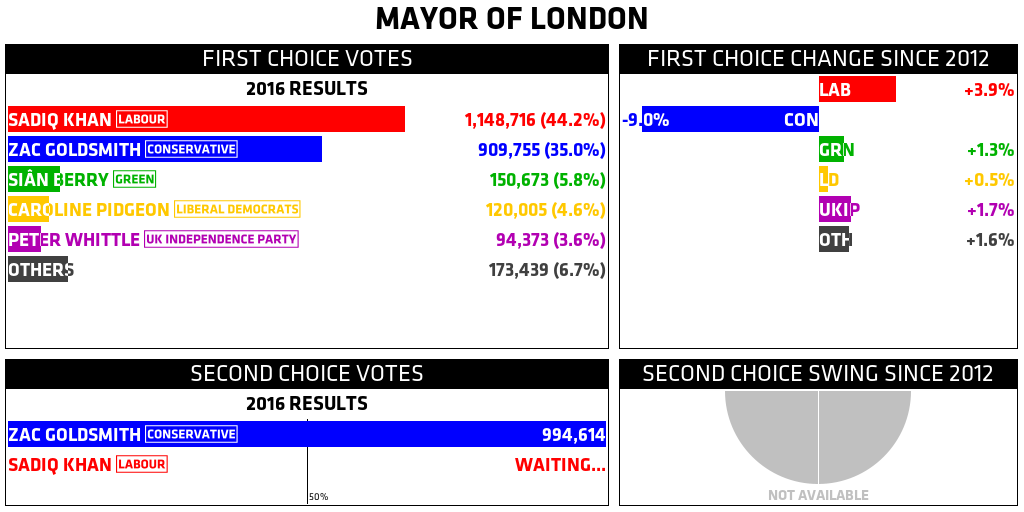 MAYOR OF LONDON
FIRST CHOICE VOTES
2016 RESULTS
SADIQ KHAN LABOUR 1,148,716 (44.2%)
ZAC GOLDSMITH CONSERVATIVE 909,755 (35.0%)
SIÂN BERRY GREEN 150,673 (5.8%)
CAROLINE PIDGEON LIBERAL DEMOCRATS 120,005 (4.6%)
PETER WHITTLE UK INDEPENDENCE PARTY 94,373 (3.6%)
OTHERS 173,439 (6.7%)
FIRST CHOICE CHANGE SINCE 2012
LAB +3.9%
-9.0% CON
GRN +1.3%
LD +0.5%
UKIP +1.7%
OTH +1.6%
SECOND CHOICE VOTES
2016 RESULTS
ZAC GOLDSMITH CONSERVATIVE 994,614
SADIQ KHAN LABOUR WAITING...
50%
SECOND CHOICE SWING SINCE 2012
NOT AVAILABLE